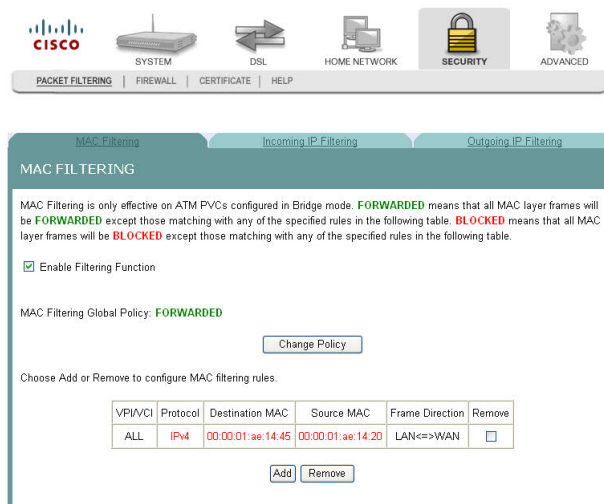 CISCO
SYSTEM
DSL
HOME NETWORK
SECURITY
ADVANCED
PACKET FILTERING | FIREWALL | CERTIFICATE | HELP
MAC Filtering
Incoming IP Filtering
Outgoing IP Filtering
MAC FILTERING
MAC Filtering is only effective on ATM PVCs configured in Bridge mode. FORWARDED means that all MAC layer frames will
be FORWARDED except those matching with any of the specified rules in the following table. BLOCKED means that all MAC
layer frames will be BLOCKED except those matching with any of the specified rules in the following table.
Enable Filtering Function
MAC Filtering Global Policy: FORWARDED
Change Policy
Choose Add or Remove to configure MAC filtering rules.
VPI/VCI Protocol Destination MAC Source MAC Frame Direction Remove
ALL IPv4 00:00:01:ae:14:45 00:00:01:ae:14:20 LAN<=>WAN
Add Remove